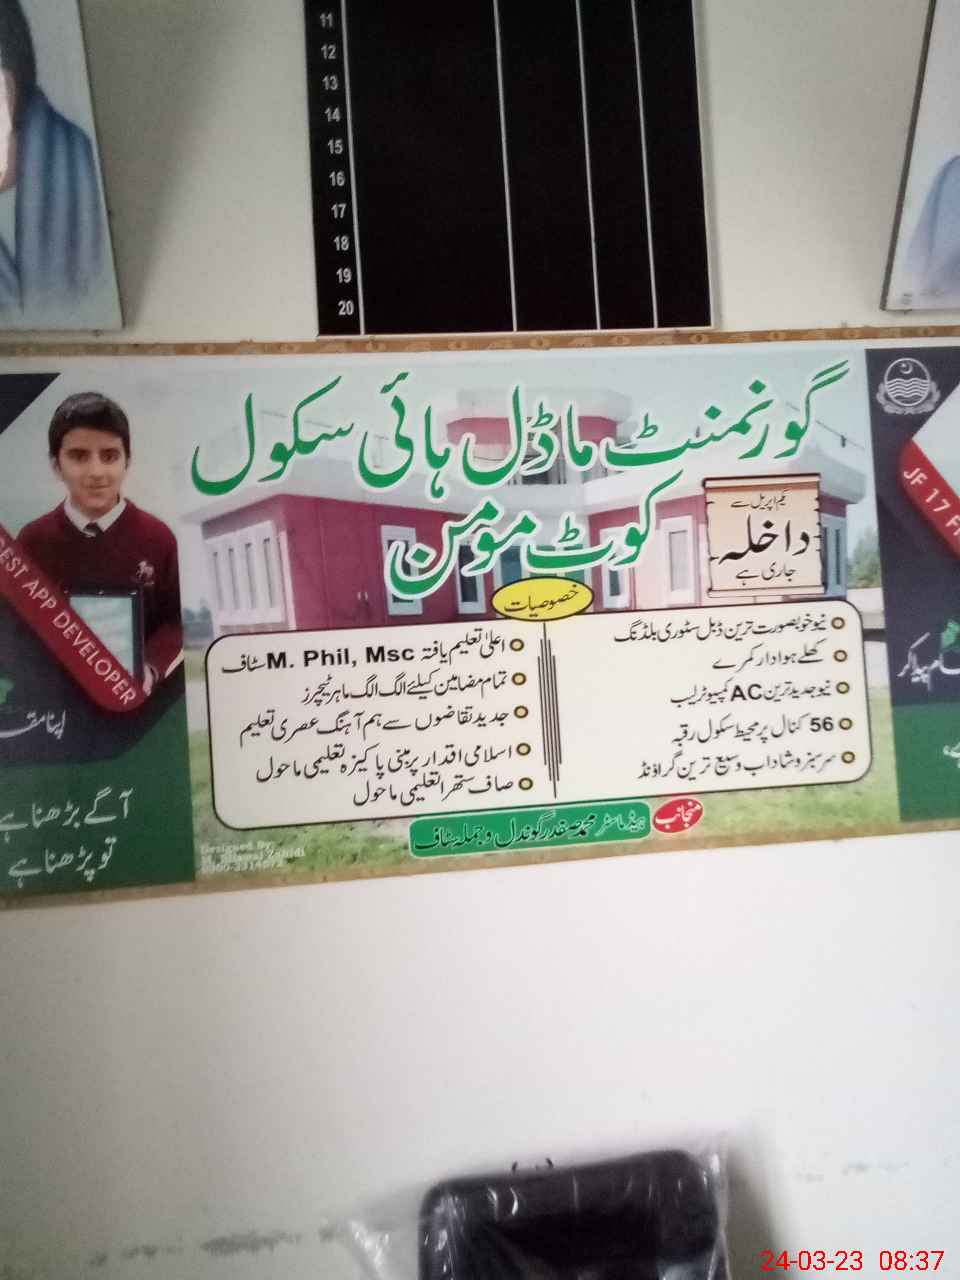 11
12
13
14
15
16
17
18
19
20
گورنمنٹ ماڈل ہائی سکول
کوٹ مومن
یکم اپریل سے
داخلہ
جاری ہے
خصوصیات
نیو خوبصورت ترین ڈبل سٹوری بلڈنگ
کھلے ہوادار کمرے
نیو جدید ترین AC کمپیوٹر لیب
56 کنال پر محیط سکول رقبہ
سرسبز و شاداب وسیع ترین گراؤنڈ
اعلیٰ تعلیم یافتہ M. Phil, Msc سٹاف
تمام مضامین کیلئے الگ الگ ماہر ٹیچرز
جدید تقاضوں سے ہم آہنگ عصری تعلیم
اسلامی اقدار پر مبنی پاکیزہ تعلیمی ماحول
صاف ستھرا تعلیمی ماحول
منجانب
ہیڈ ماسٹر محمد صفدر گوندل و جملہ سٹاف
Designed By:
JF 17
APP DEVELOPER
آگے بڑھنا ہے
تو پڑھنا ہے
24-03-23 08:37